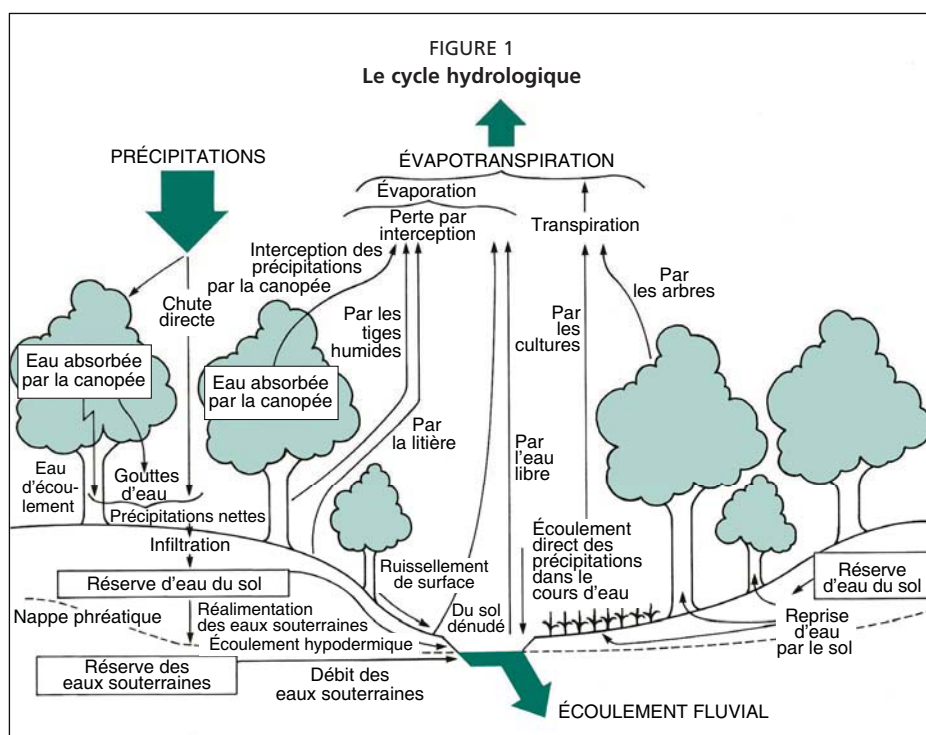 FIGURE 1
Le cycle hydrologique
PRÉCIPITATIONS
ÉVAPOTRANSPIRATION
Évaporation
Perte par
interception
Transpiration
Interception des
précipitations
par la canopée
Par
les arbres
Chute
directe
Par les
tiges
humides
Par
les
cultures
Eau absorbée
par la canopée
Eau absorbée
par la canopée
Par
la litière
Par
l'eau
libre
Eau
d'écou-
lement
Gouttes
d'eau
Précipitations nettes
Infiltration
Écoulement
direct des
précipitations
dans le
cours d'eau
Ruissellement
de surface
Réserve d'eau du sol
Réserve
d'eau du sol
Nappe phréatique
Réalimentation
des eaux souterraines
Du sol
dénudé
Reprise
d'eau
par le sol
Écoulement hypodermique
Réserve des
eaux souterraines
Débit des
eaux souterraines
ÉCOULEMENT FLUVIAL